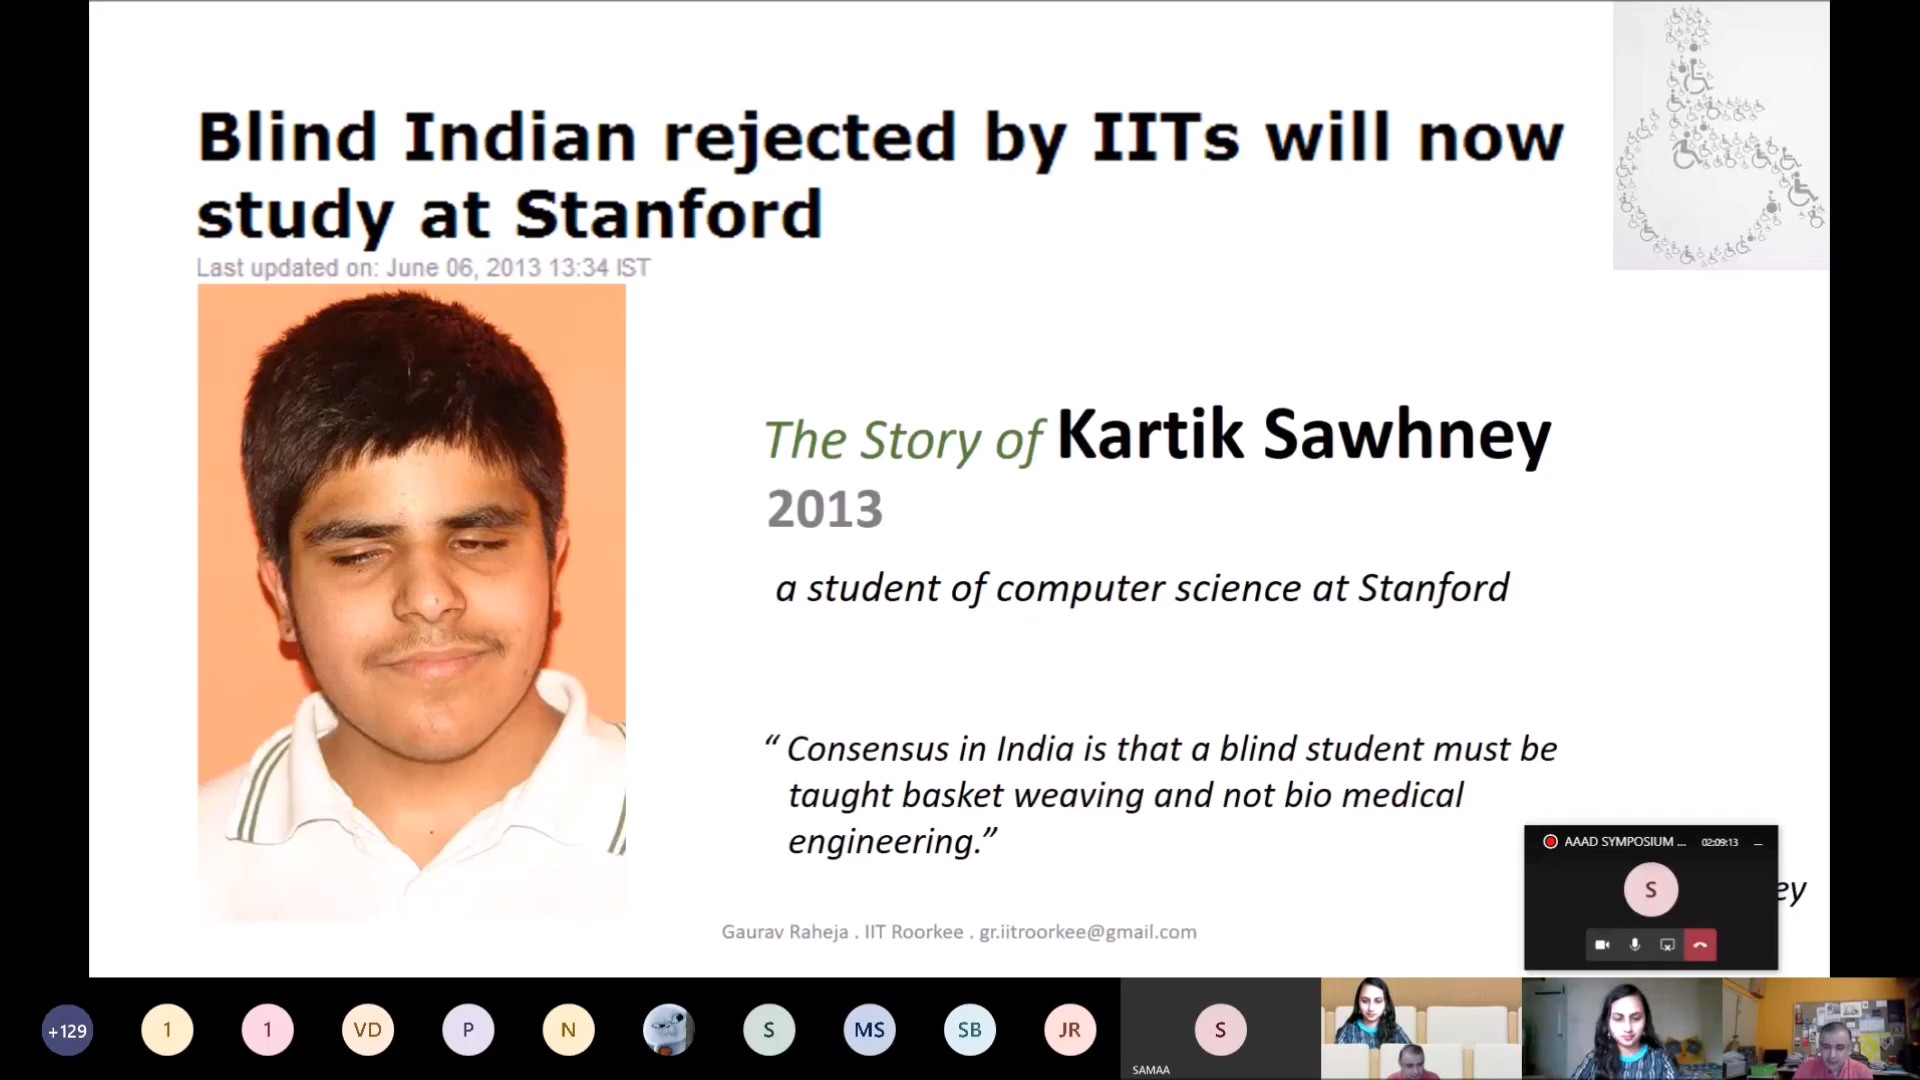 Blind Indian rejected by IITs will now
study at Stanford
Last updated on: June 06, 2013 13:34 IST
The Story of Kartik Sawhney
2013
a student of computer science at Stanford
“ Consensus in India is that a blind student must be
taught basket weaving and not bio medical
engineering.”
ey
Gaurav Raheja . IIT Roorkee . gr.iitroorkee@gmail.com
AAAD SYMPOSIUM ... 02:09:13
S
+129
1
1
VD
P
N
S
MS
SB
JR
S
SAMAA